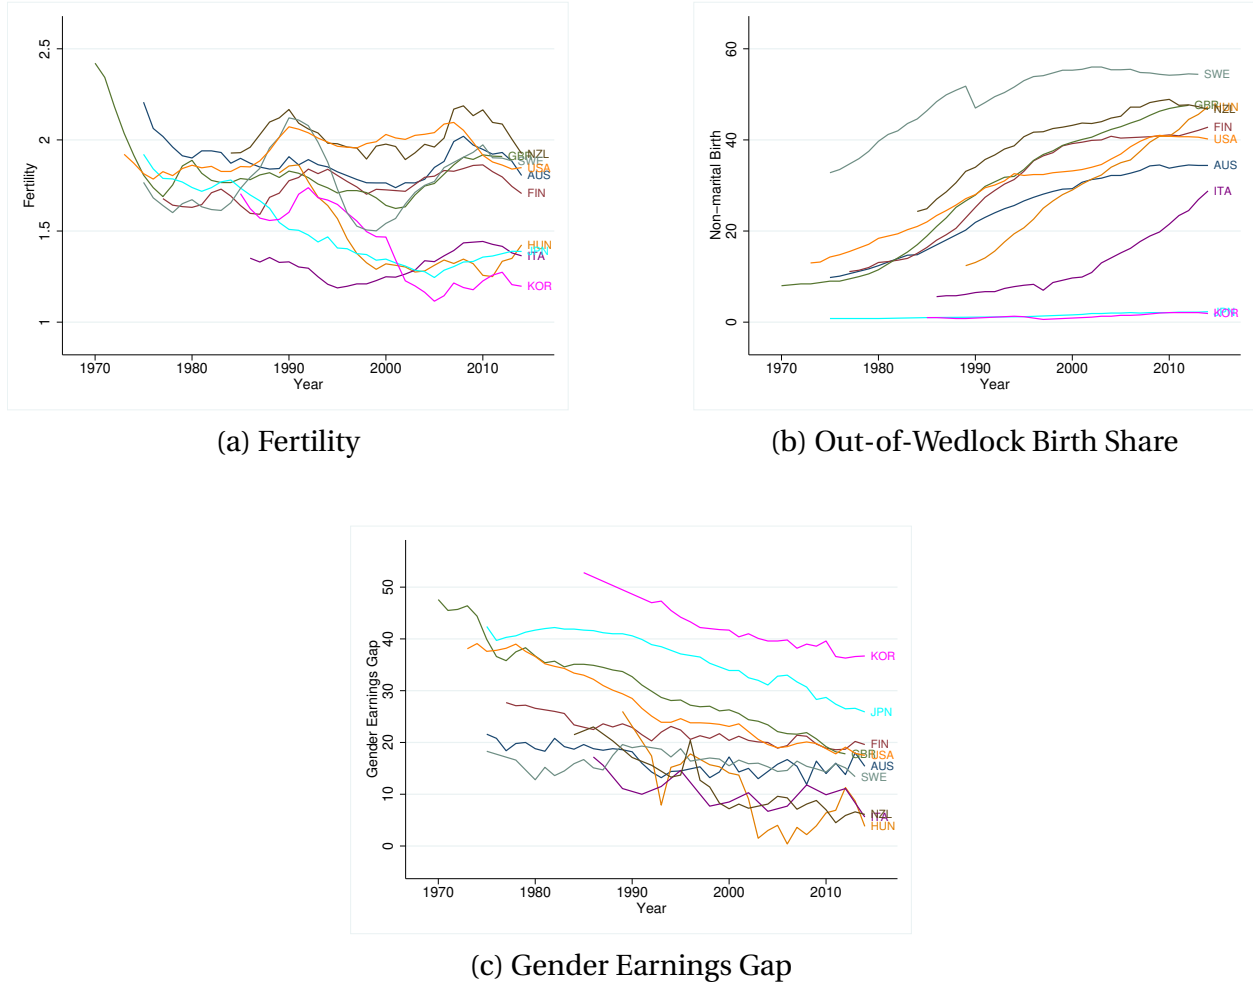 2.5
2
1.5
1
Fertility
NZL
GBR
SWE
USA
AUS
FIN
HUN
JPN
ITA
KOR
1970 1980 1990 2000 2010
Year
(a) Fertility
60
40
20
0
Non-marital Birth
SWE
GBR
HUN
NZL
FIN
USA
AUS
ITA
KOR
1970 1980 1990 2000 2010
Year
(b) Out-of-Wedlock Birth Share
50
40
30
20
10
0
Gender Earnings Gap
KOR
JPN
FIN
GBR
USA
AUS
SWE
NZL
ITA
HUN
1970 1980 1990 2000 2010
Year
(c) Gender Earnings Gap